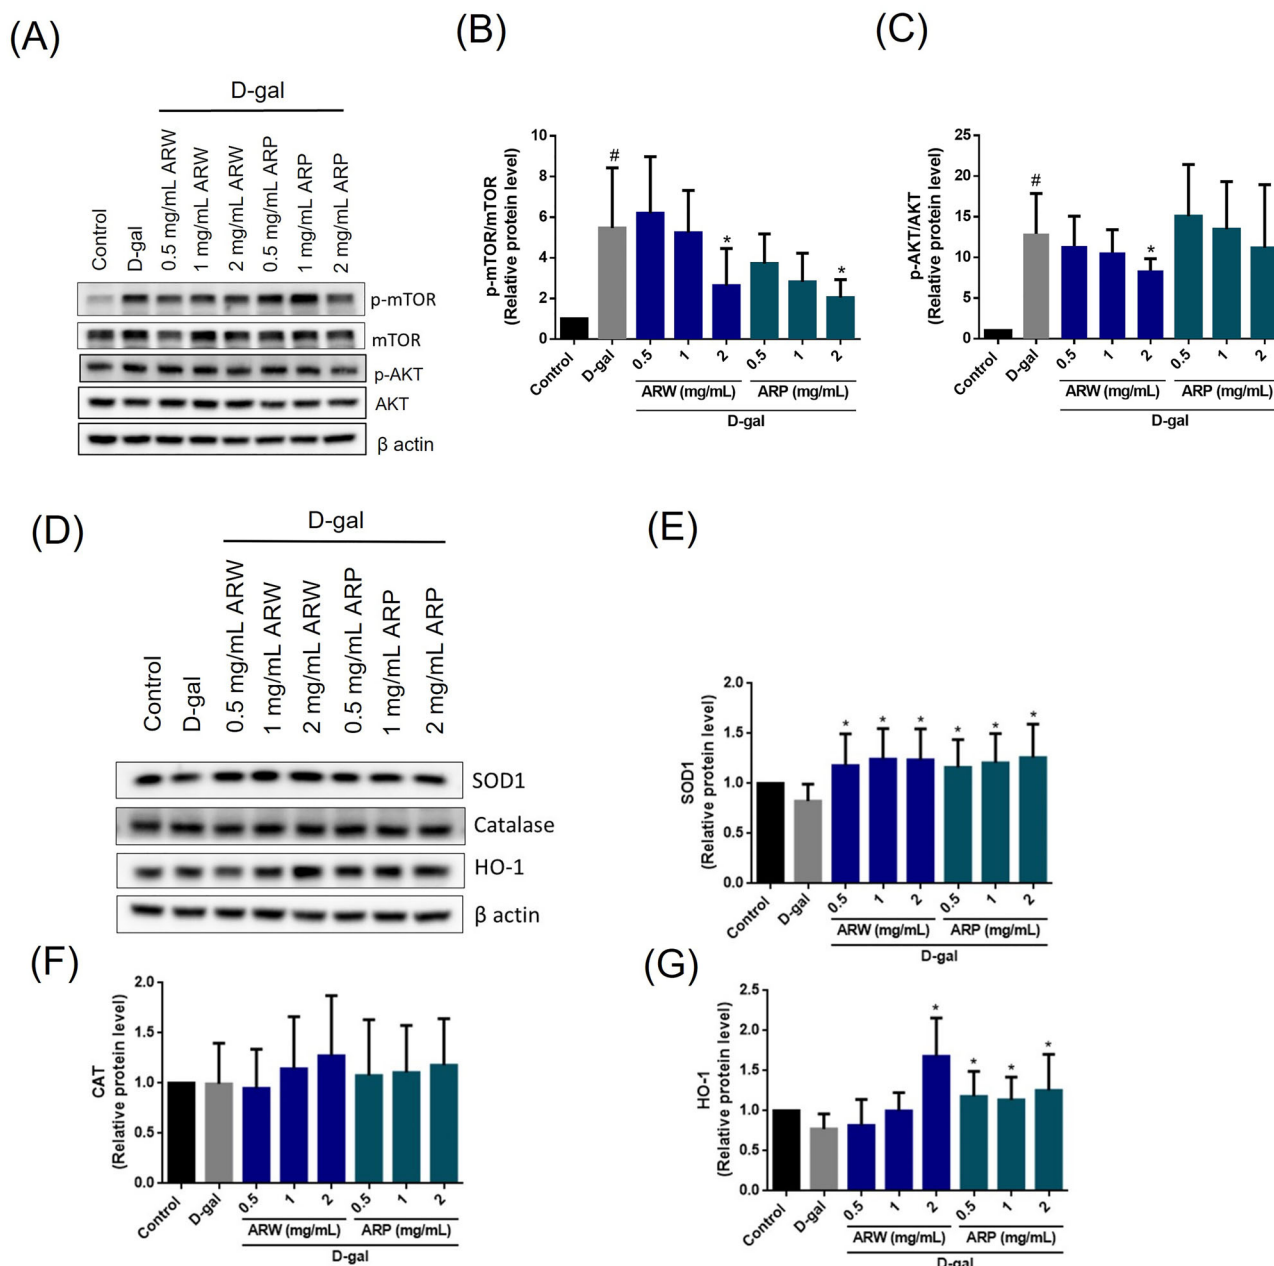 (A)
D-gal
Control
D-gal
0.5 mg/mL ARW
1 mg/mL ARW
2 mg/mL ARW
0.5 mg/mL ARP
1 mg/mL ARP
2 mg/mL ARP
p-mTOR
mTOR
p-AKT
AKT
β actin
(B)
p-mTOR/mTOR
(Relative protein level)
10
8
6
4
2
0
#
*
*
Control
D-gal
0.5
1
2
0.5
1
2
ARW (mg/mL)
ARP (mg/mL)
D-gal
(C)
p-AKT/AKT
(Relative protein level)
25
20
15
10
5
0
#
*
Control
D-gal
0.5
1
2
0.5
1
2
ARW (mg/mL)
ARP (mg/mL)
D-gal
(D)
D-gal
Control
D-gal
0.5 mg/mL ARW
1 mg/mL ARW
2 mg/mL ARW
0.5 mg/mL ARP
1 mg/mL ARP
2 mg/mL ARP
SOD1
Catalase
HO-1
β actin
(E)
SOD1
(Relative protein level)
2.0
1.5
1.0
0.5
0.0
*
*
*
*
*
*
Control
D-gal
0.5
1
2
0.5
1
2
ARW (mg/mL)
ARP (mg/mL)
D-gal
(F)
CAT
(Relative protein level)
2.0
1.5
1.0
0.5
0.0
Control
D-gal
0.5
1
2
0.5
1
2
ARW (mg/mL)
ARP (mg/mL)
D-gal
(G)
HO-1
(Relative protein level)
2.5
2.0
1.5
1.0
0.5
0.0
*
*
*
*
Control
D-gal
0.5
1
2
0.5
1
2
ARW (mg/mL)
ARP (mg/mL)
D-gal